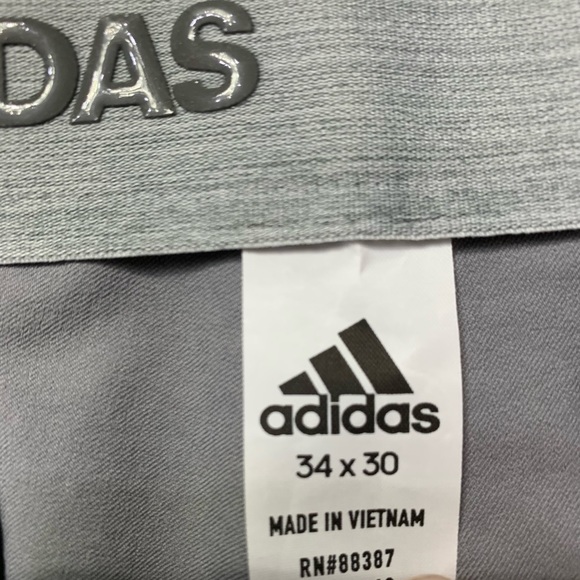 DAS
adidas
34 x 30
MADE IN VIETNAM
RN#88387